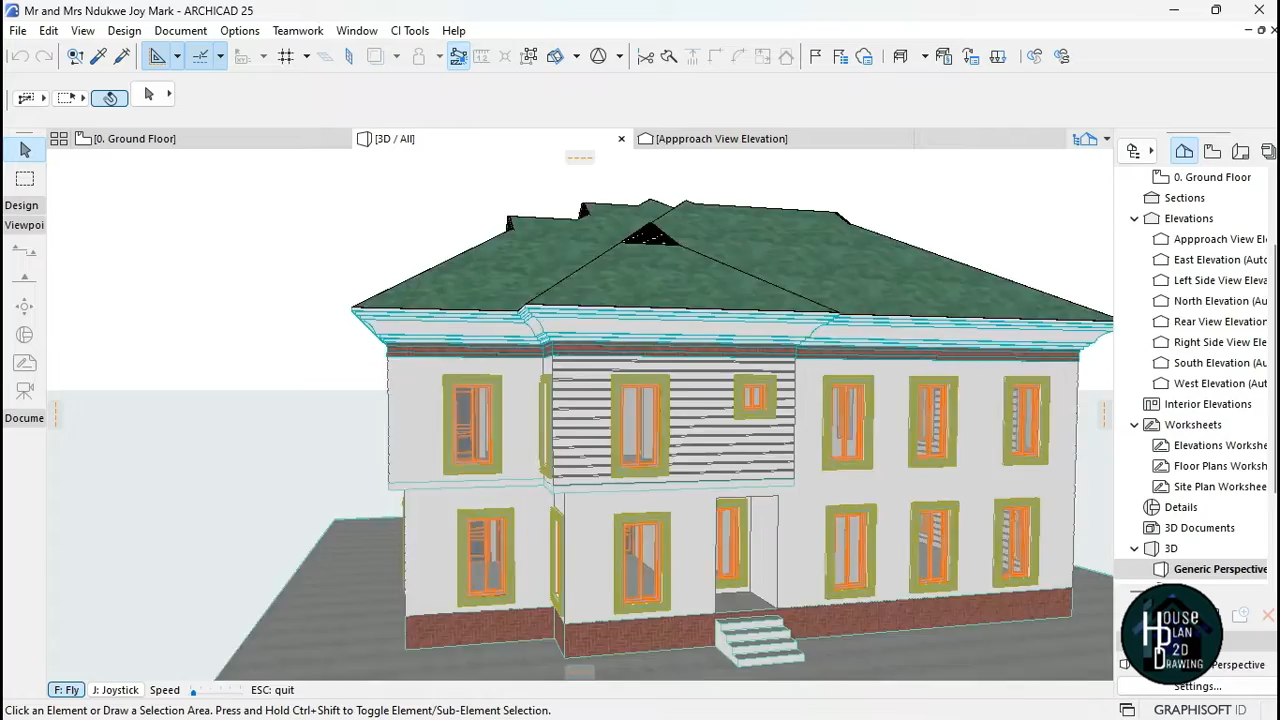 Mr and Mrs Ndukwe Joy Mark - ARCHICAD 25
File Edit View Design Document Options Teamwork Window CI Tools Help
[0. Ground Floor]
[3D / All]
[Appproach View Elevation]
Design
Viewpoi
Docume
0. Ground Floor
Sections
Elevations
Appproach View El
East Elevation (Aut
Left Side View Eleva
North Elevation (Au
Rear View Elevation
Right Side View Ele
South Elevation (Au
West Elevation (Aut
Interior Elevations
Worksheets
Elevations Workshe
Floor Plans Worksh
Site Plan Workshee
Details
3D Documents
3D
Generic Perspective
HOUSE
PLAN
2D
DRAWING
Perspective
Settings...
F: Fly J: Joystick Speed ESC: quit
Click an Element or Draw a Selection Area. Press and Hold Ctrl+Shift to Toggle Element/Sub-Element Selection.
GRAPHISOFT ID